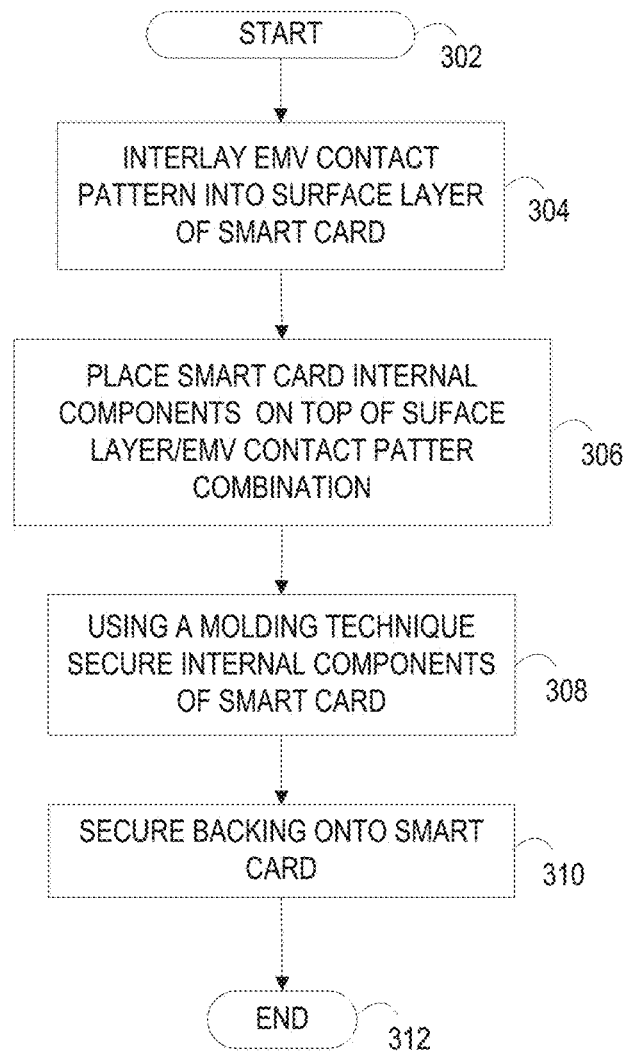 START
302
INTERLAY EMV CONTACT
PATTERN INTO SURFACE LAYER
OF SMART CARD
304
PLACE SMART CARD INTERNAL
COMPONENTS ON TOP OF SUFACE
LAYER/EMV CONTACT PATTER
COMBINATION
306
USING A MOLDING TECHNIQUE
SECURE INTERNAL COMPONENTS
OF SMART CARD
308
SECURE BACKING ONTO SMART
CARD
310
END
312